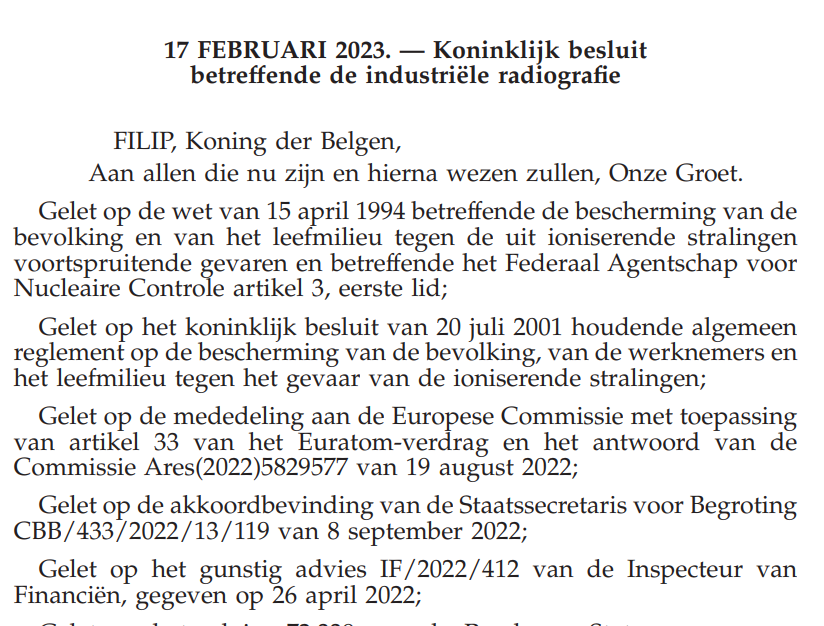 17 FEBRUARI 2023. — Koninklijk besluit
betreffende de industriële radiografie
FILIP, Koning der Belgen,
Aan allen die nu zijn en hierna wezen zullen, Onze Groet.
Gelet op de wet van 15 april 1994 betreffende de bescherming van de
bevolking en van het leefmilieu tegen de uit ioniserende stralingen
voortspruitende gevaren en betreffende het Federaal Agentschap voor
Nucleaire Controle artikel 3, eerste lid;
Gelet op het koninklijk besluit van 20 juli 2001 houdende algemeen
reglement op de bescherming van de bevolking, van de werknemers en
het leefmilieu tegen het gevaar van de ioniserende stralingen;
Gelet op de mededeling aan de Europese Commissie met toepassing
van artikel 33 van het Euratom-verdrag en het antwoord van de
Commissie Ares(2022)5829577 van 19 august 2022;
Gelet op de akkoordbevinding van de Staatssecretaris voor Begroting
CBB/433/2022/13/119 van 8 september 2022;
Gelet op het gunstig advies IF/2022/412 van de Inspecteur van
Financiën, gegeven op 26 april 2022;